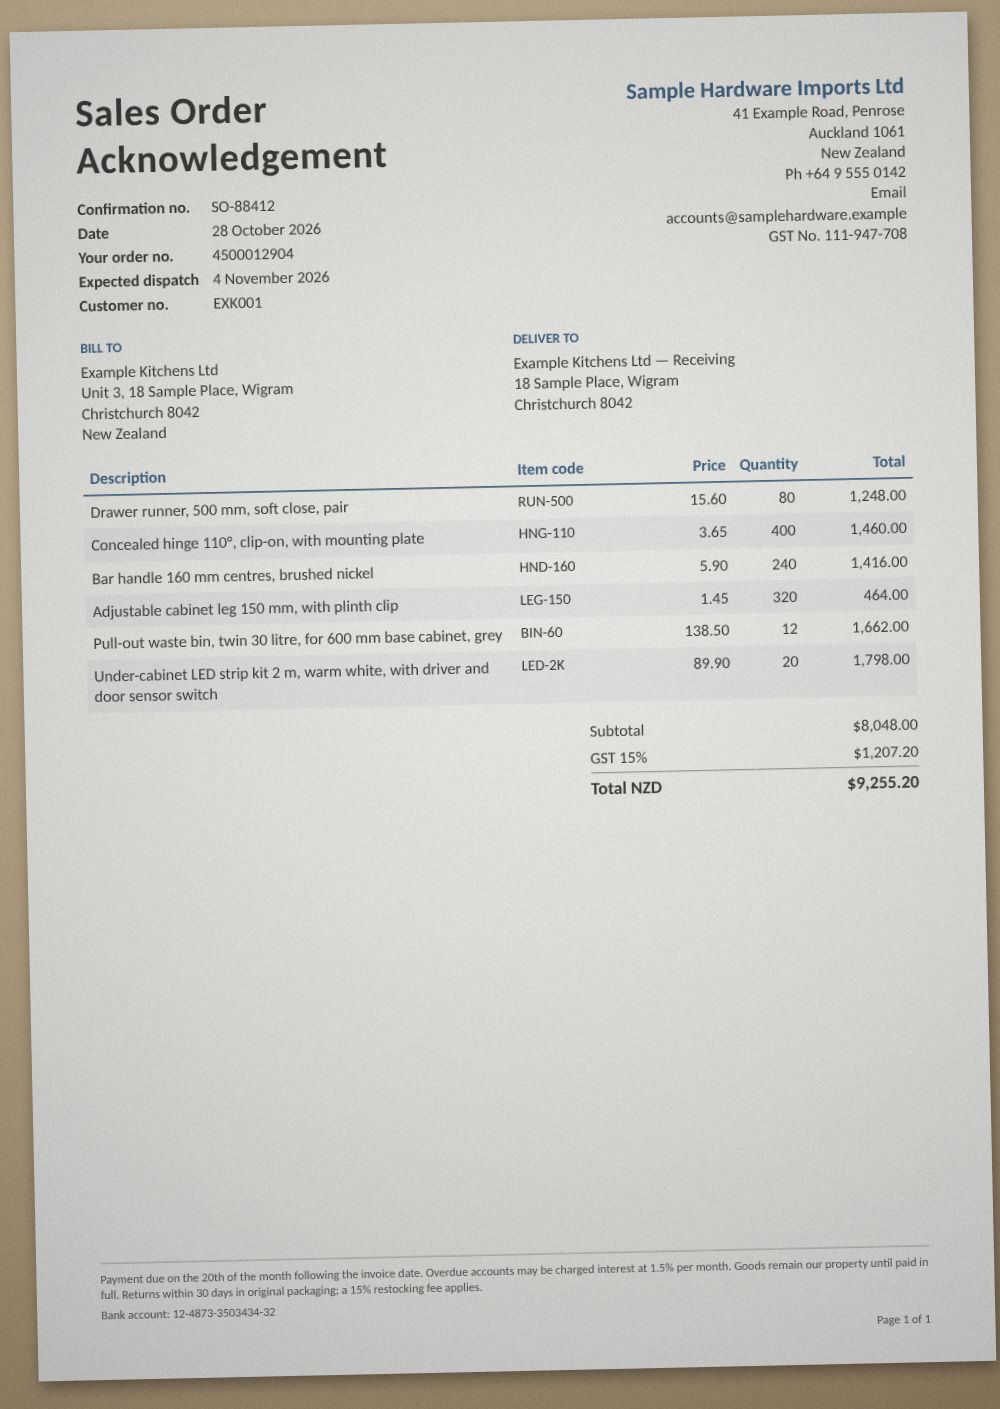 Sales Order
Acknowledgement
Sample Hardware Imports Ltd
41 Example Road, Penrose
Auckland 1061
New Zealand
Ph +64 9 555 0142
Email
accounts@samplehardware.example
GST No. 111-947-708
Confirmation no. SO-88412
Date 28 October 2026
Your order no. 4500012904
Expected dispatch 4 November 2026
Customer no. EXK001
BILL TO
Example Kitchens Ltd
Unit 3, 18 Sample Place, Wigram
Christchurch 8042
New Zealand
DELIVER TO
Example Kitchens Ltd — Receiving
18 Sample Place, Wigram
Christchurch 8042
Description Item code Price Quantity Total
Drawer runner, 500 mm, soft close, pair RUN-500 15.60 80 1,248.00
Concealed hinge 110°, clip-on, with mounting plate HNG-110 3.65 400 1,460.00
Bar handle 160 mm centres, brushed nickel HND-160 5.90 240 1,416.00
Adjustable cabinet leg 150 mm, with plinth clip LEG-150 1.45 320 464.00
Pull-out waste bin, twin 30 litre, for 600 mm base cabinet, grey BIN-60 138.50 12 1,662.00
Under-cabinet LED strip kit 2 m, warm white, with driver and LED-2K 89.90 20 1,798.00
door sensor switch
Subtotal $8,048.00
GST 15% $1,207.20
Total NZD $9,255.20
Payment due on the 20th of the month following the invoice date. Overdue accounts may be charged interest at 1.5% per month. Goods remain our property until paid in
full. Returns within 30 days in original packaging; a 15% restocking fee applies.
Bank account: 12-4873-3503434-32
Page 1 of 1